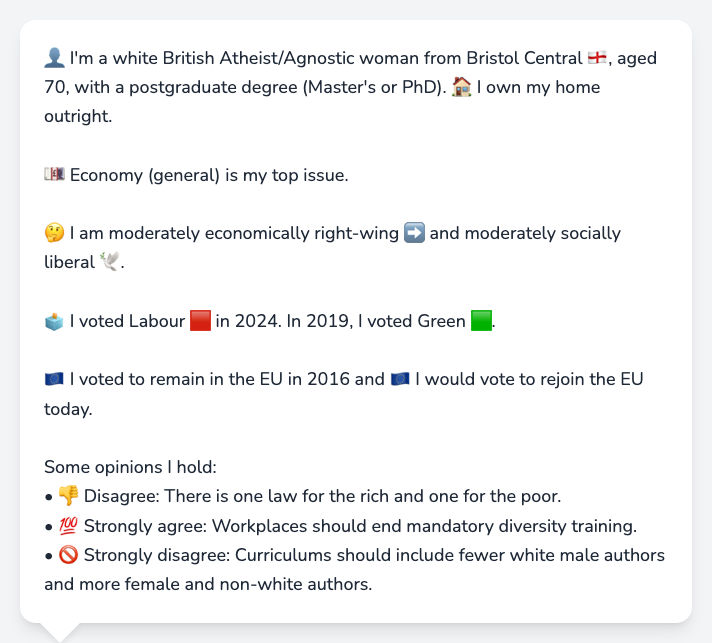 👤 I'm a white British Atheist/Agnostic woman from Bristol Central 🏴󠁧󠁢󠁥󠁮󠁧󠁿, aged
70, with a postgraduate degree (Master's or PhD). 🏠 I own my home
outright.
💷 Economy (general) is my top issue.
🤔 I am moderately economically right-wing ➡️ and moderately socially
liberal 🕊️.
🗳️ I voted Labour 🟥 in 2024. In 2019, I voted Green 🟩.
🇪🇺 I voted to remain in the EU in 2016 and 🇪🇺 I would vote to rejoin the EU
today.
Some opinions I hold:
• 👎 Disagree: There is one law for the rich and one for the poor.
• 💯 Strongly agree: Workplaces should end mandatory diversity training.
• 🚫 Strongly disagree: Curriculums should include fewer white male authors
and more female and non-white authors.